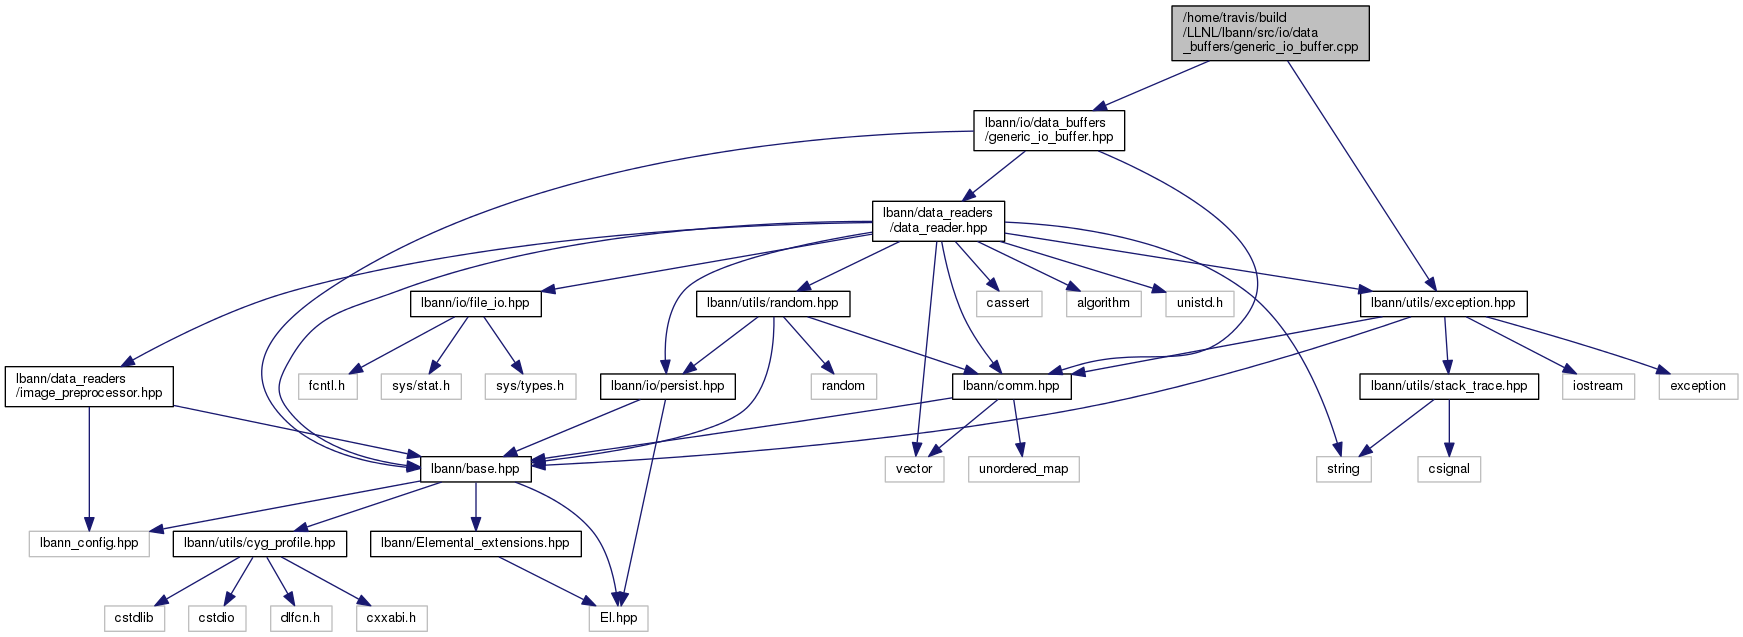 /home/travis/build
/LLNL/lbann/src/io/data
_buffers/generic_io_buffer.cpp
lbann/io/data_buffers
/generic_io_buffer.hpp
lbann/data_readers
/data_reader.hpp
lbann/io/file_io.hpp
lbann/utils/random.hpp
cassert
algorithm
unistd.h
lbann/utils/exception.hpp
lbann/data_readers
/image_preprocessor.hpp
fcntl.h
sys/stat.h
sys/types.h
lbann/io/persist.hpp
random
lbann/comm.hpp
lbann/utils/stack_trace.hpp
iostream
exception
lbann/base.hpp
vector
unordered_map
string
csignal
lbann_config.hpp
lbann/utils/cyg_profile.hpp
lbann/Elemental_extensions.hpp
cstdlib
cstdio
dlfcn.h
cxxabi.h
El.hpp